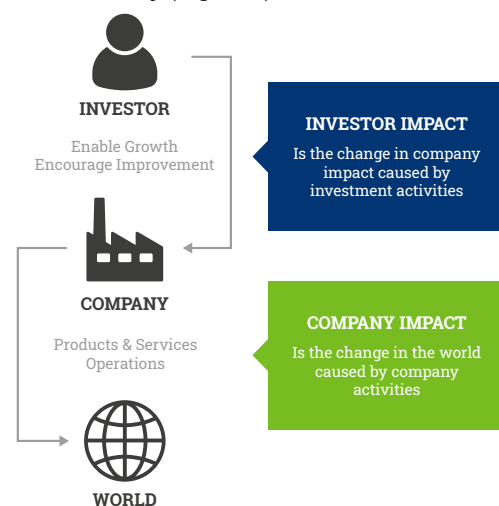 INVESTOR
Enable Growth
Encourage Improvement
INVESTOR IMPACT
Is the change in company
impact caused by
investment activities
COMPANY
Products & Services
Operations
COMPANY IMPACT
Is the change in the world
caused by company
activities
WORLD